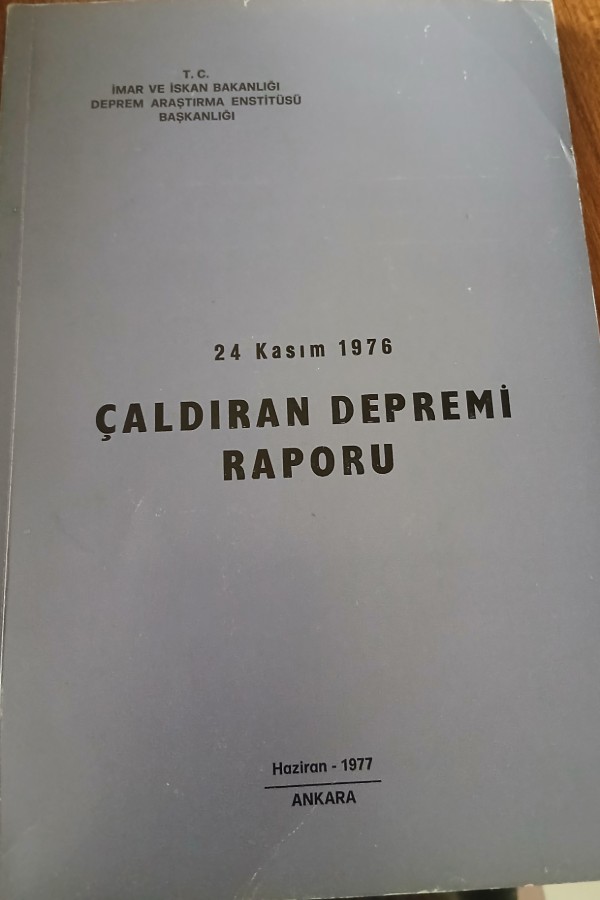 T. C.
İMAR VE İSKAN BAKANLIĞI
DEPREM ARAŞTIRMA ENSTİTÜSÜ
BAŞKANLIĞI
24 Kasım 1976
ÇALDIRAN DEPREMİ
RAPORU
Haziran - 1977
ANKARA